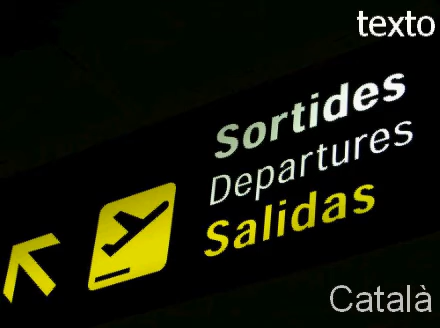 texto
Sortides
Departures
Salidas
Català